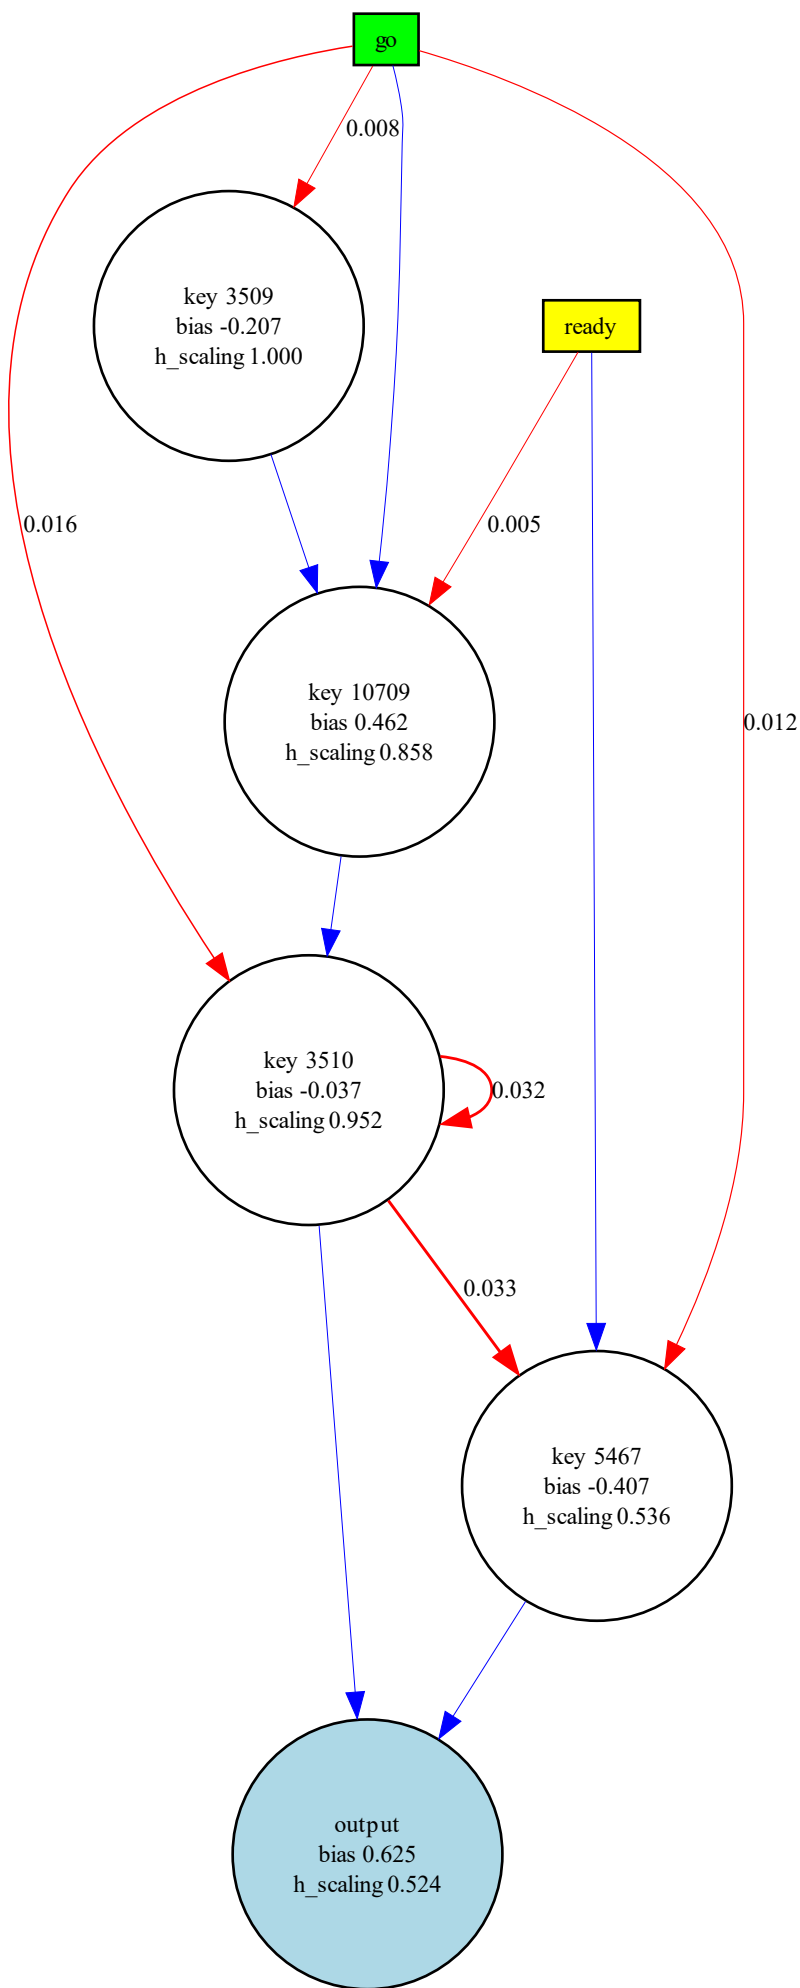 go
0.008
key 3509
bias -0.207
h_scaling 1.000
ready
0.016
0.005
key 10709
bias 0.462
h_scaling 0.858
0.012
key 3510
bias -0.037
h_scaling 0.952
0.032
0.033
key 5467
bias -0.407
h_scaling 0.536
output
bias 0.625
h_scaling 0.524